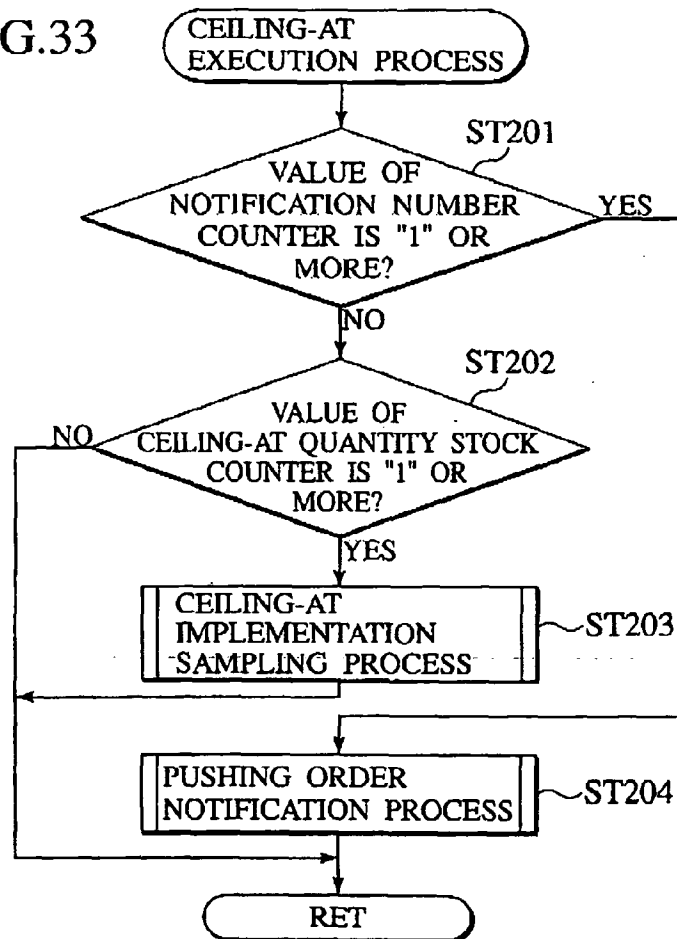 G.33
CEILING-AT
EXECUTION PROCESS
ST201
VALUE OF
NOTIFICATION NUMBER
COUNTER IS "1" OR
MORE?
YES
NO
ST202
VALUE OF
CEILING-AT QUANTITY STOCK
COUNTER IS "1" OR
MORE?
NO
YES
CEILING-AT
IMPLEMENTATION
SAMPLING PROCESS
ST203
PUSHING ORDER
NOTIFICATION PROCESS
ST204
RET